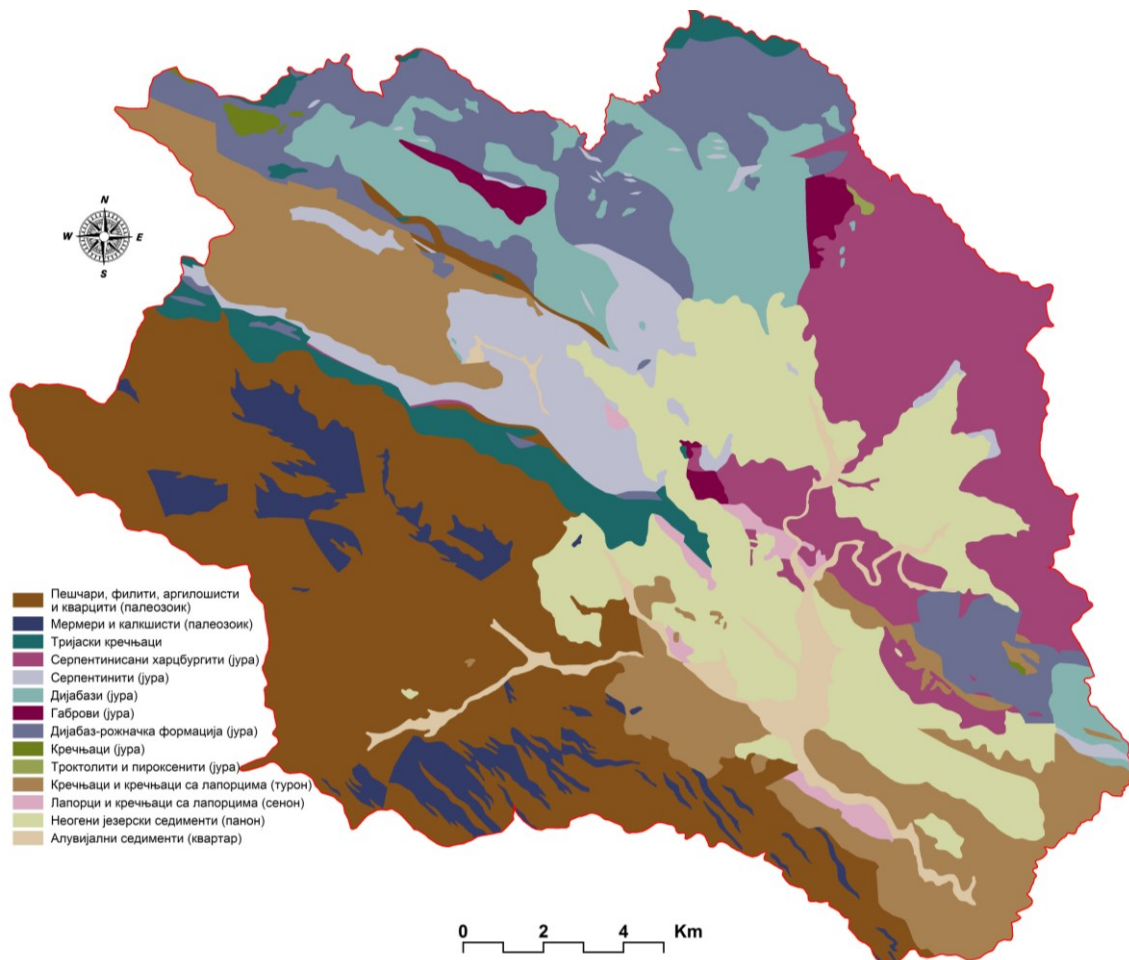 N
W E
S
Пешчари, филити, аргилошисти
и кварцити (палеозоик)
Мермери и калкшисти (палеозоик)
Тријаски кречњаци
Серпентинисани харцбургити (јура)
Серпентинити (јура)
Дијабази (јура)
Габрови (јура)
Дијабаз-рожначка формација (јура)
Кречњаци (јура)
Троктолити и пироксенити (јура)
Кречњаци и кречњаци са лапорцима (турон)
Лапорци и кречњаци са лапорцима (сенон)
Неогени језерски седименти (панон)
Алувијални седименти (квартар)
0 2 4 Km